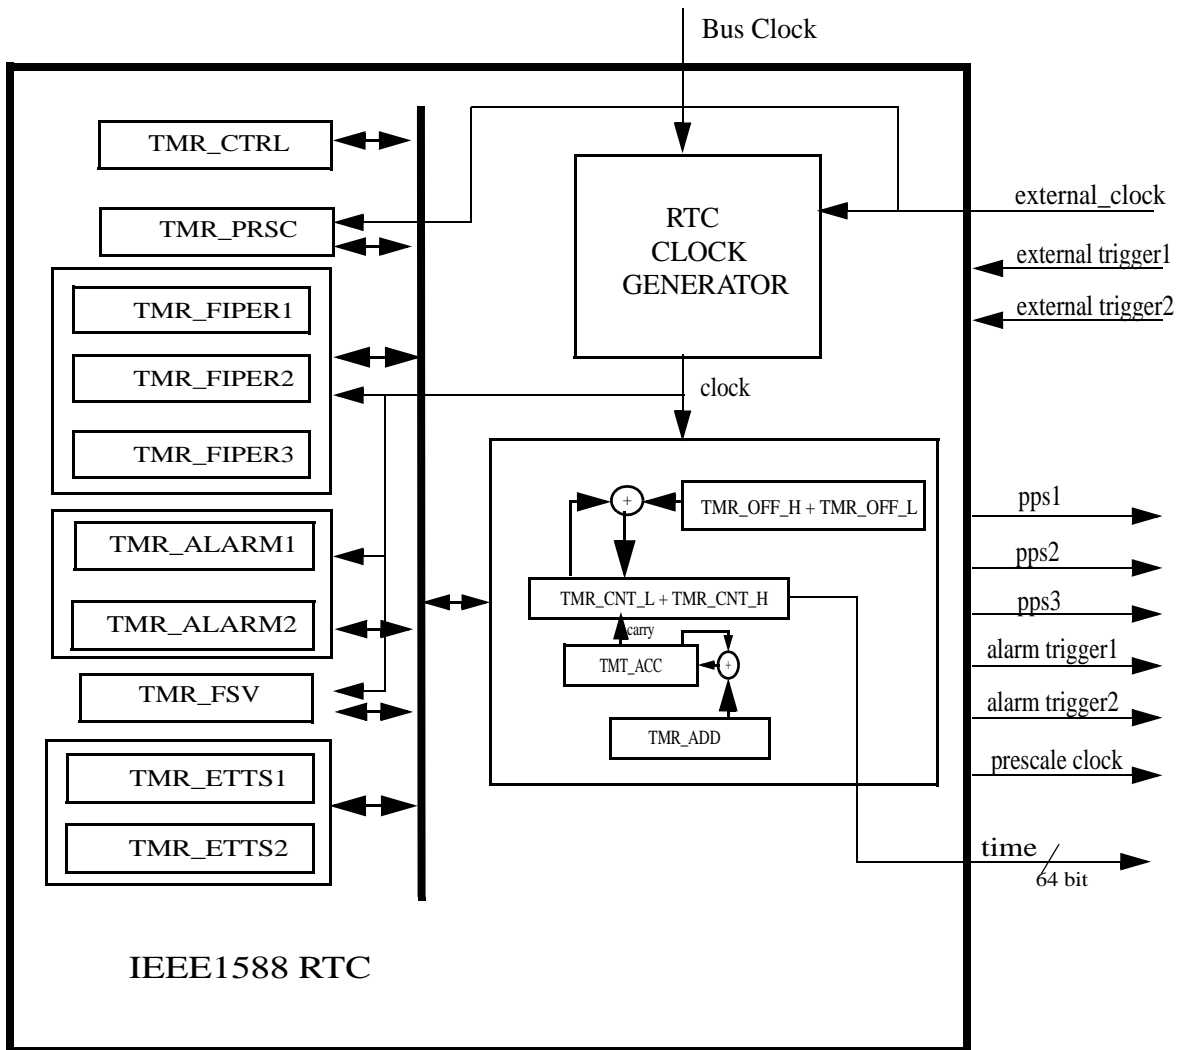 Bus Clock
TMR_CTRL
TMR_PRSC
TMR_FIPER1
TMR_FIPER2
TMR_FIPER3
TMR_ALARM1
TMR_ALARM2
TMR_FSV
TMR_ETTS1
TMR_ETTS2
RTC
CLOCK
GENERATOR
clock
+
TMR_OFF_H + TMR_OFF_L
TMR_CNT_L + TMR_CNT_H
carry
TMT_ACC
+
TMR_ADD
external_clock
external trigger1
external trigger2
pps1
pps2
pps3
alarm trigger1
alarm trigger2
prescale clock
time
64 bit
IEEE1588 RTC